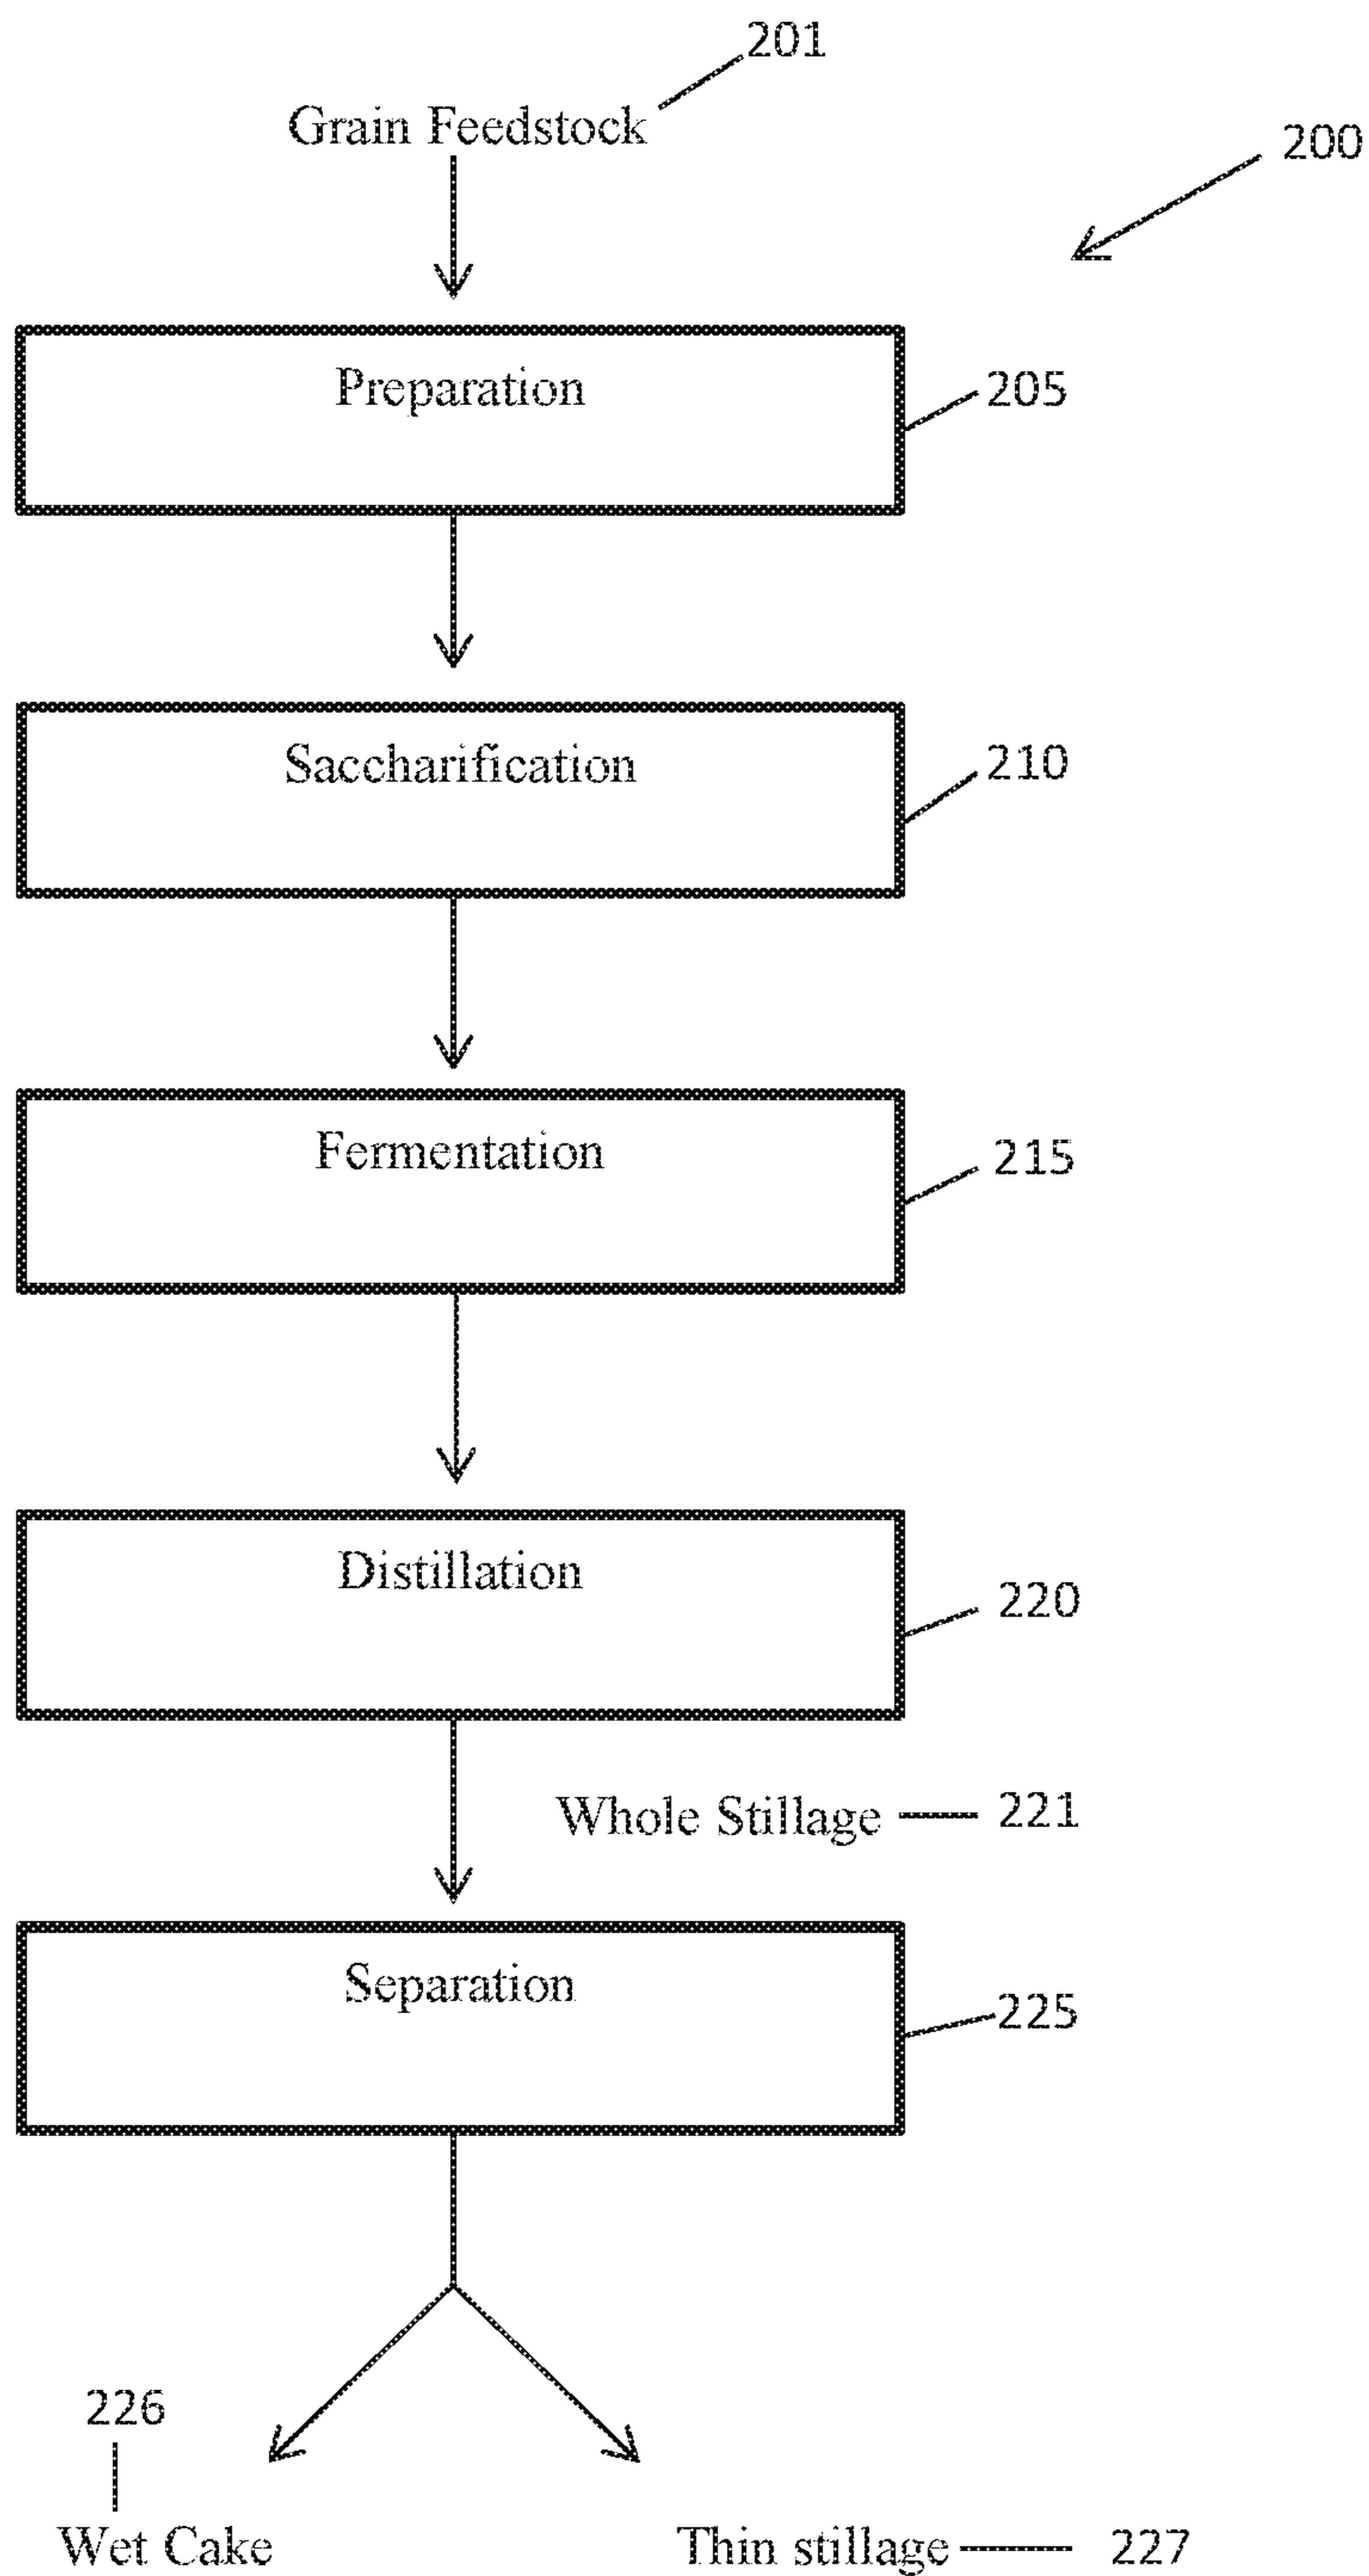 201
Grain Feedstock
200
Preparation
205
Saccharification
210
Fermentation
215
Distillation
220
Whole Stillage
221
Separation
225
226
Wet Cake
Thin stillage
227